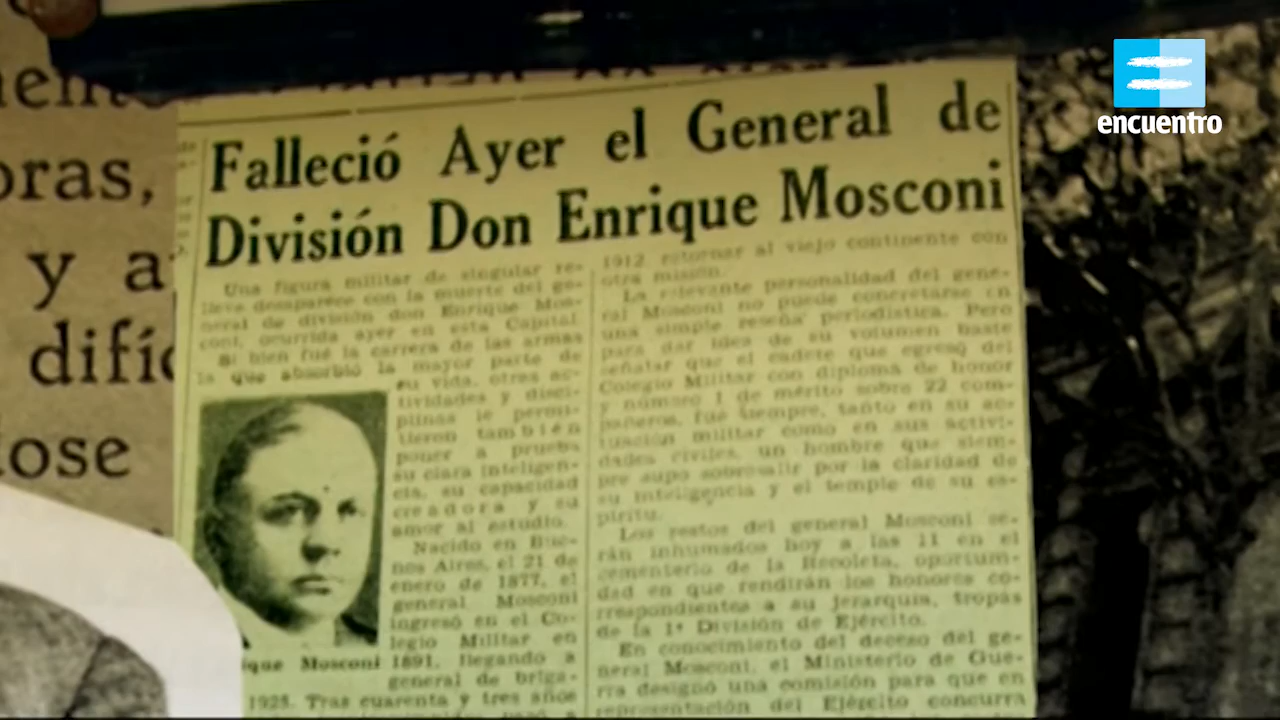 encuentro
ment
oras,
y a
difíc
ose
Falleció Ayer el General de
División Don Enrique Mosconi
Una figura militar de singular re-
lieve desaparece con la muerte del ge-
neral de división don Enrique Mos-
coni, ocurrida ayer en esta Capital.
Si bien fué la carrera de las armas
la que absorbió la mayor parte de
su vida, otras ac-
tividades y disci-
plinas le permi-
tieron también
poner a prueba
su clara inteligen-
cia, su capacidad
creadora y su
amor al estudio.
Nacido en Bue-
nos Aires, el 21 de
enero de 1877, el
general Mosconi
ingresó en el Co-
legio Militar en
1891, llegando a
general de briga-
1925. Tras cuarenta y tres años
ique Mosconi
1912 retornar al viejo continente con
otra misión.
La relevante personalidad del gene-
ral Mosconi no puede concretarse en
una simple reseña periodística. Pero
para dar idea de su volumen baste
señalar que el cadete que egresó del
Colegio Militar con diploma de honor
y número 1 de mérito sobre 22 com-
pañeros, fué siempre, tanto en su ac-
tuación militar como en sus activi-
dades civiles, un hombre que siem-
pre supo sobresalir por la claridad de
su inteligencia y el temple de su es-
píritu.
Los restos del general Mosconi se-
rán inhumados hoy a las 11 en el
cementerio de la Recoleta, oportuni-
dad en que rendirán los honores co-
rrespondientes a su jerarquía, tropas
de la 1ª División de Ejército.
En conocimiento del deceso del ge-
neral Mosconi, el Ministerio de Gue-
rra designó una comisión para que en
representación del Ejército concurra